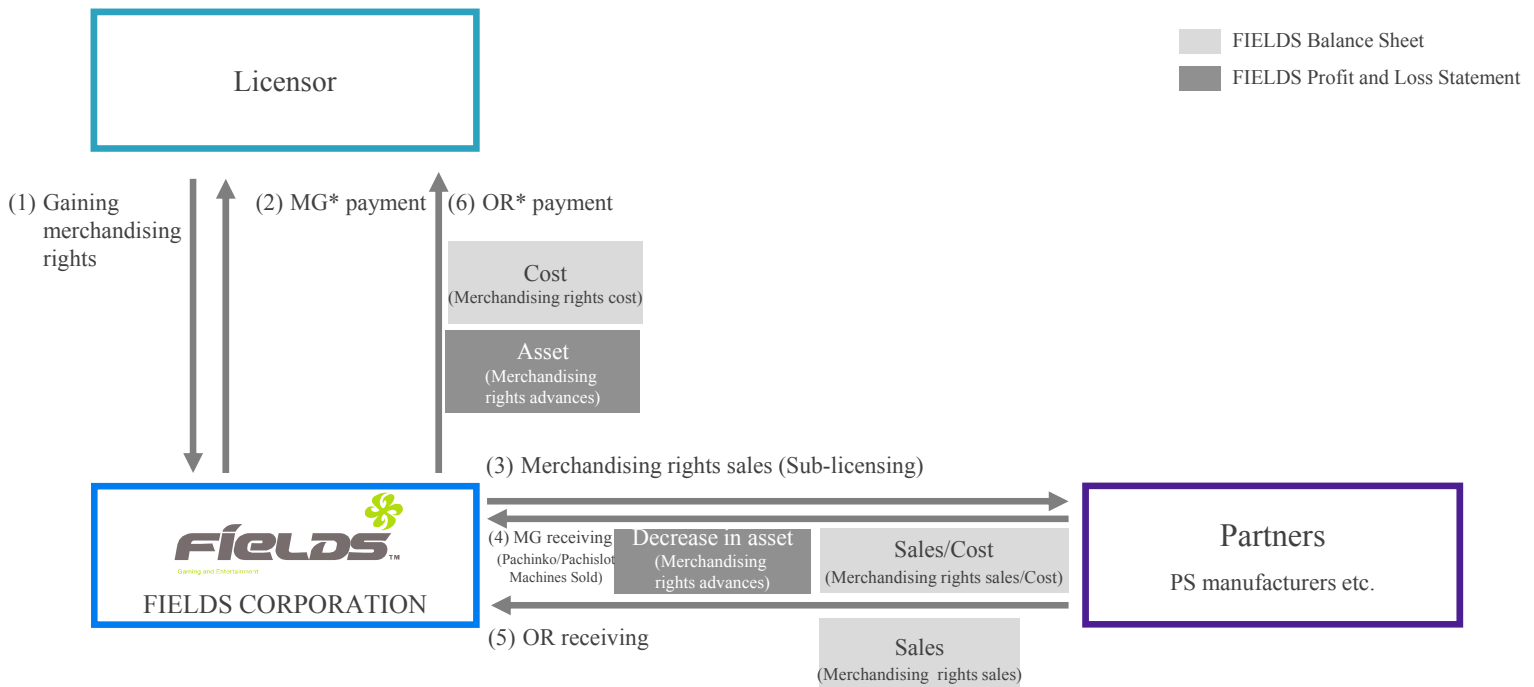 Licensor
FIELDS Balance Sheet
FIELDS Profit and Loss Statement
(1) Gaining
merchandising
rights
(2) MG* payment
(6) OR* payment
Cost
(Merchandising rights cost)
Asset
(Merchandising
rights advances)
(3) Merchandising rights sales (Sub-licensing)
FIELDS™
Gaming and Entertainment
FIELDS CORPORATION
(4) MG receiving
(Pachinko/Pachislot
Machines Sold)
Decrease in asset
(Merchandising
rights advances)
Sales/Cost
(Merchandising rights sales/Cost)
Partners
PS manufacturers etc.
(5) OR receiving
Sales
(Merchandising rights sales)